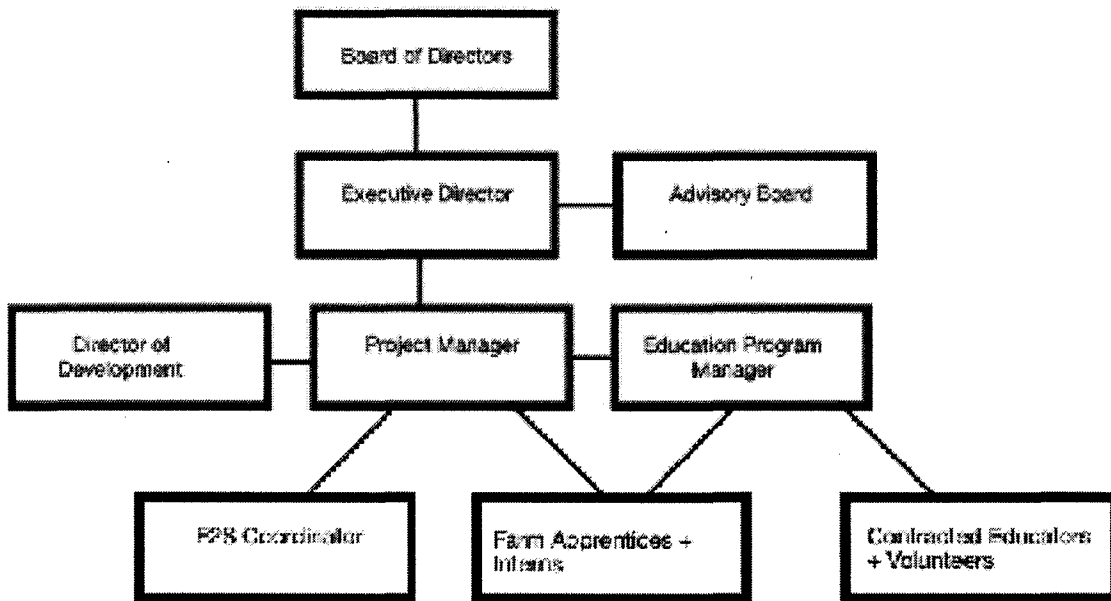 Board of Directors
Executive Director
Advisory Board
Director of
Development
Project Manager
Education Program
Manager
F2S Coordinator
Farm Apprentices +
Interns
Contracted Educators
+ Volunteers